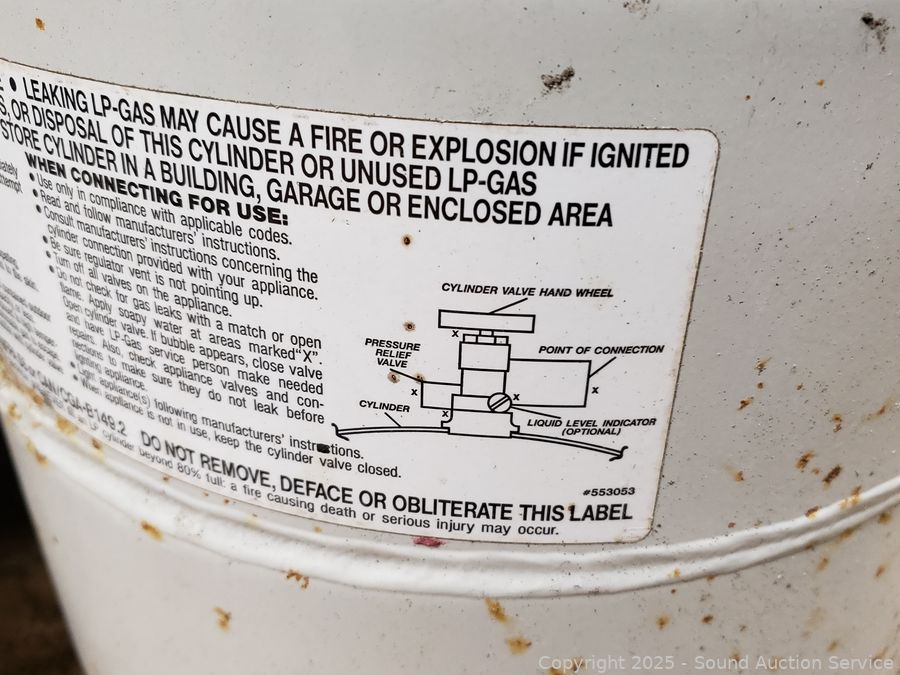 • LEAKING LP-GAS MAY CAUSE A FIRE OR EXPLOSION IF IGNITED
S, OR DISPOSAL OF THIS CYLINDER OR UNUSED LP-GAS
STORE CYLINDER IN A BUILDING, GARAGE OR ENCLOSED AREA
WHEN CONNECTING FOR USE:
• Use only in compliance with applicable codes.
• Read and follow manufacturers' instructions.
• Consult manufacturers' instructions concerning the
cylinder connection provided with your appliance.
• Be sure regulator vent is not pointing up.
• Turn off all valves on the appliance.
• Do not check for gas leaks with a match or open
flame. Apply soapy water at areas marked "X".
Open cylinder valve. If bubble appears, close valve
and have LP-Gas service person make needed
repairs. Also, check appliance valves and con-
nections to make sure they do not leak before
lighting appliance.
• Use appliance(s) following manufacturers' instructions.
• When appliance is not in use, keep the cylinder valve closed.
CYLINDER VALVE HAND WHEEL
X
PRESSURE
RELIEF
VALVE
POINT OF CONNECTION
X
X
X
X
CYLINDER
LIQUID LEVEL INDICATOR
(OPTIONAL)
#553053
CAN/CGA-B149.2 DO NOT REMOVE, DEFACE OR OBLITERATE THIS LABEL
cylinder beyond 80% full: a fire causing death or serious injury may occur.
Copyright 2025 - Sound Auction Service